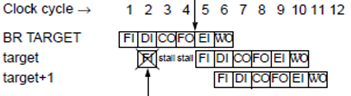 Clock cycle → 1 2 3 4 5 6 7 8 9 10 11 12
BR TARGET FI DI CO FO EI WO
target FI stall stall FI DI CO FO EI WO
target+1 FI DI CO FO EI WO